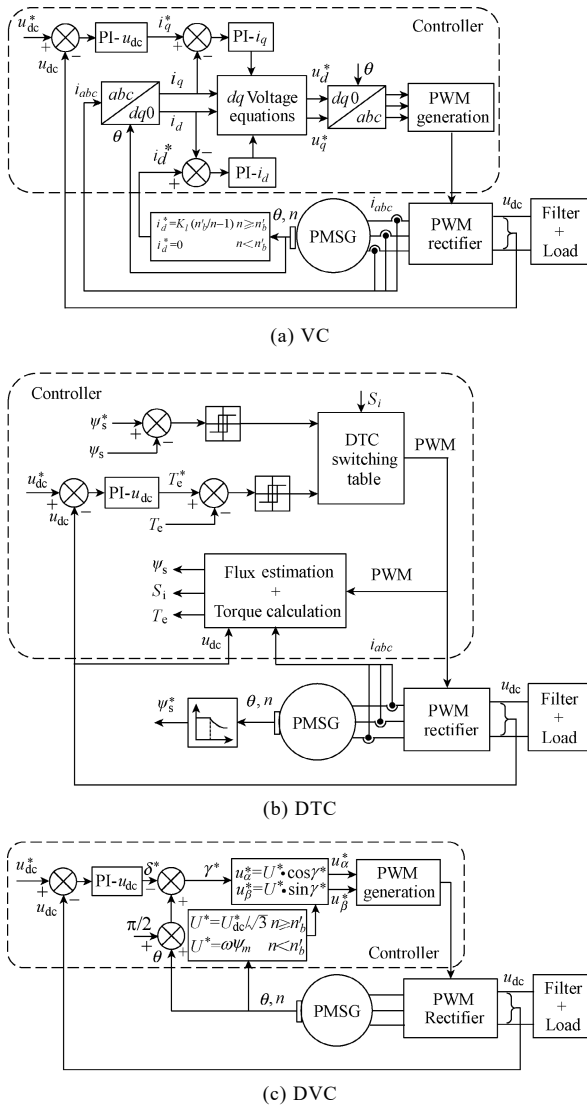 Controller
u*dc
+
−
udc
PI-udc
i*q
+
−
PI-iq
iabc
abc
dq0
θ
iq
id
dq Voltage
equations
u*d
u*q
θ
dq0
abc
PWM
generation
i*d
+
−
PI-id
i*d=K1(n'b/n−1) n≥n'b
i*d=0 n<n'b
θ, n
PMSG
iabc
PWM
rectifier
udc
Filter
+
Load
(a) VC
Controller
ψ*s
+
−
ψs
Si
DTC
switching
table
PWM
u*dc
+
−
udc
PI-udc
T*e
+
−
Te
ψs
Si
Te
Flux estimation
+
Torque calculation
PWM
udc
iabc
ψ*s
θ, n
PMSG
PWM
rectifier
udc
Filter
+
Load
(b) DTC
u*dc
+
−
udc
PI-udc
δ*
−
+
γ*
u*α=U*•cosγ*
u*β=U*•sinγ*
u*α
u*β
PWM
generation
π/2
+
+
θ
U*=U*dc/√3 n≥n'b
U*=ωΨm n<n'b
Controller
θ, n
PMSG
PWM
Rectifier
udc
Filter
+
Load
(c) DVC